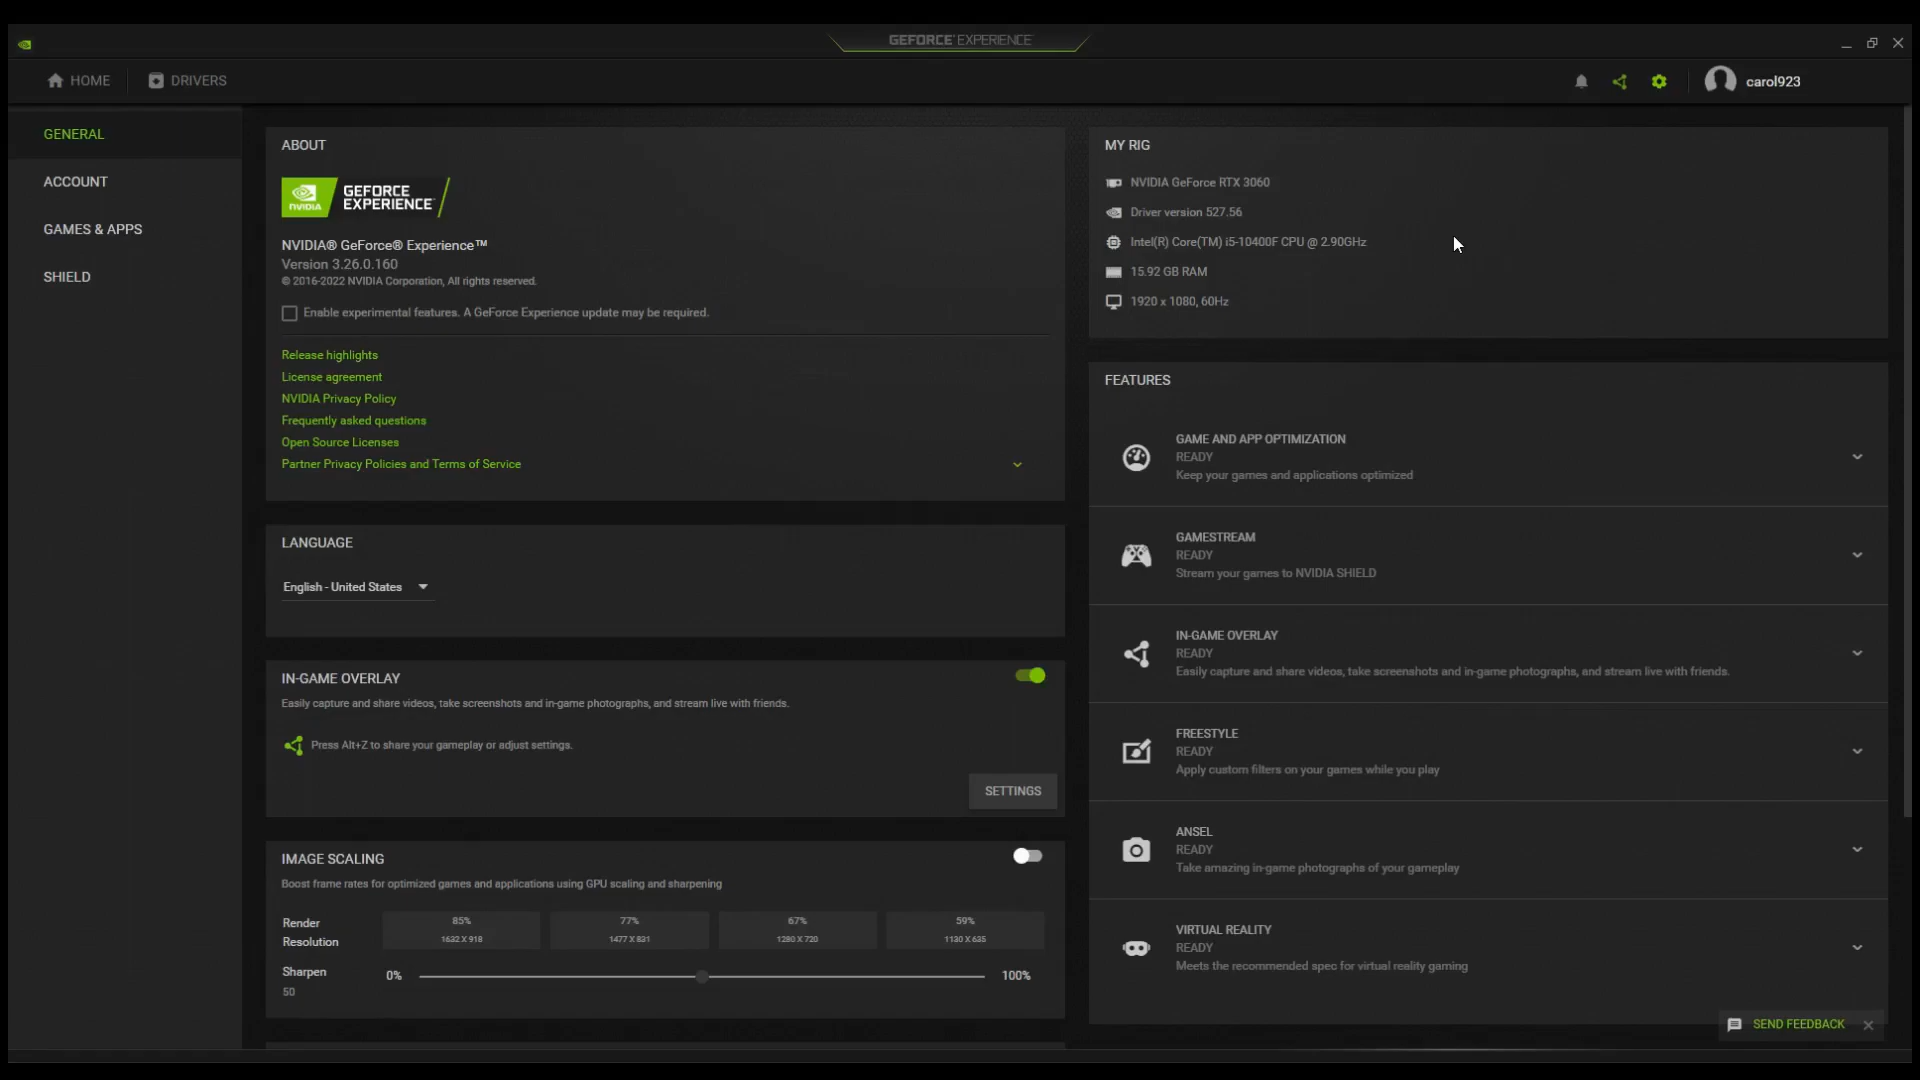 GEFORCE EXPERIENCE
HOME
DRIVERS
carol923
GENERAL
ACCOUNT
GAMES & APPS
SHIELD
ABOUT
NVIDIA
GEFORCE
EXPERIENCE
NVIDIA® GeForce® Experience™
Version 3.26.0.160
© 2016-2022 NVIDIA Corporation, All rights reserved.
Enable experimental features. A GeForce Experience update may be required.
Release highlights
License agreement
NVIDIA Privacy Policy
Frequently asked questions
Open Source Licenses
Partner Privacy Policies and Terms of Service
LANGUAGE
English - United States
IN-GAME OVERLAY
Easily capture and share videos, take screenshots and in-game photographs, and stream live with friends.
Press Alt+Z to share your gameplay or adjust settings.
SETTINGS
IMAGE SCALING
Boost frame rates for optimized games and applications using GPU scaling and sharpening
Render
Resolution
85%
1632 X 918
77%
1477 X 831
67%
1280 X 720
59%
1130 X 635
Sharpen
50
0%
100%
MY RIG
NVIDIA GeForce RTX 3060
Driver version 527.56
Intel(R) Core(TM) i5-10400F CPU @ 2.90GHz
15.92 GB RAM
1920 x 1080, 60Hz
FEATURES
GAME AND APP OPTIMIZATION
READY
Keep your games and applications optimized
GAMESTREAM
READY
Stream your games to NVIDIA SHIELD
IN-GAME OVERLAY
READY
Easily capture and share videos, take screenshots and in-game photographs, and stream live with friends.
FREESTYLE
READY
Apply custom filters on your games while you play
ANSEL
READY
Take amazing in-game photographs of your gameplay
VIRTUAL REALITY
READY
Meets the recommended spec for virtual reality gaming
SEND FEEDBACK